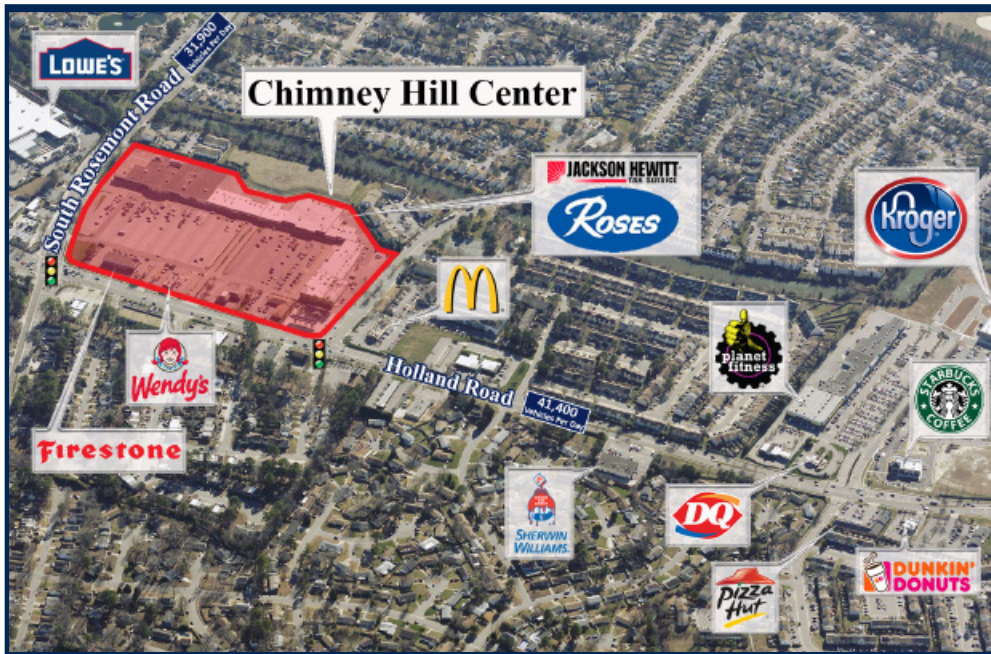 LOWE'S
31,900
Vehicles Per Day
South Rosemont Road
Chimney Hill Center
JACKSON HEWITT
TAX SERVICE
ROSES
Kroger
M
Wendy's
Firestone
Holland Road
41,400
Vehicles Per Day
planet
fitness
STARBUCKS
COFFEE
SHERWIN
WILLIAMS.
DQ
Pizza
Hut
DUNKIN'
DONUTS